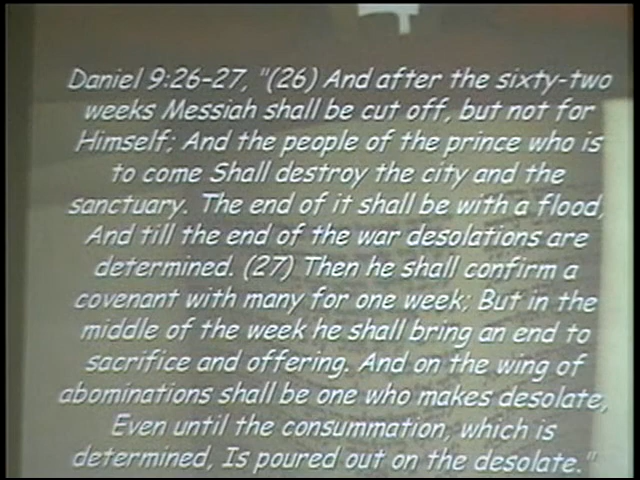 Daniel 9:26-27, "(26) And after the sixty-two
weeks Messiah shall be cut off, but not for
Himself; And the people of the prince who is
to come Shall destroy the city and the
sanctuary. The end of it shall be with a flood,
And till the end of the war desolations are
determined. (27) Then he shall confirm a
covenant with many for one week; But in the
middle of the week he shall bring an end to
sacrifice and offering. And on the wing of
abominations shall be one who makes desolate,
Even until the consummation, which is
determined, Is poured out on the desolate."